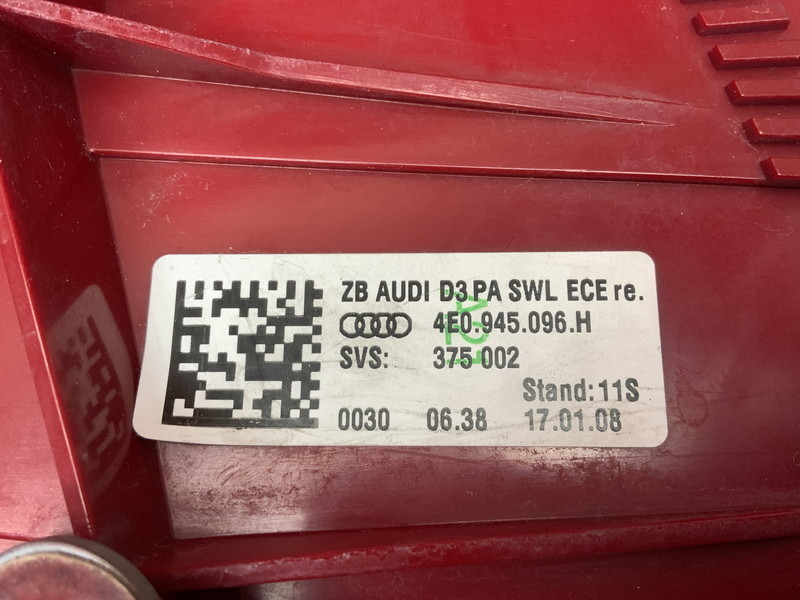 ZB AUDI D3 PA SWL ECE re.
4E0.945.096.H
SVS: 375 002
Stand: 11S
0030 06.38 17.01.08